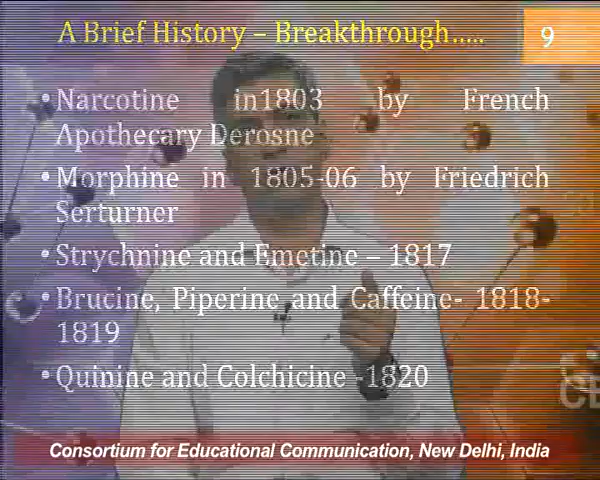 A Brief History – Breakthrough.....
9
• Narcotine in1803 by French
Apothecary Derosne
• Morphine in 1805-06 by Friedrich
Serturner
• Strychnine and Emetine – 1817
• Brucine, Piperine and Caffeine- 1818-
1819
• Quinine and Colchicine -1820
Consortium for Educational Communication, New Delhi, India